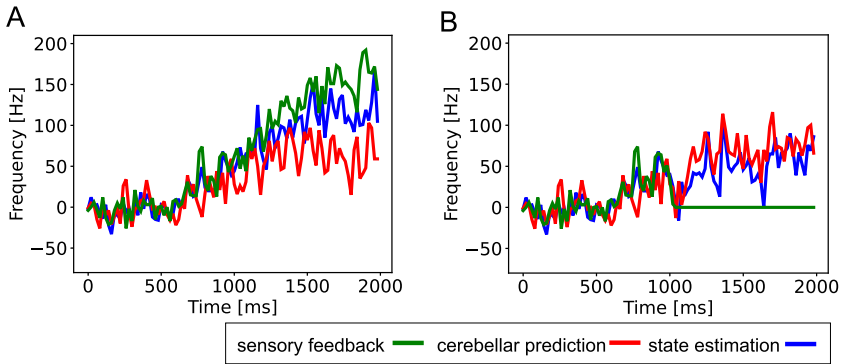 A
200
150
100
50
0
−50
Frequency [Hz]
0 500 1000 1500 2000
Time [ms]
B
200
150
100
50
0
−50
Frequency [Hz]
0 500 1000 1500 2000
Time [ms]
sensory feedback cerebellar prediction state estimation